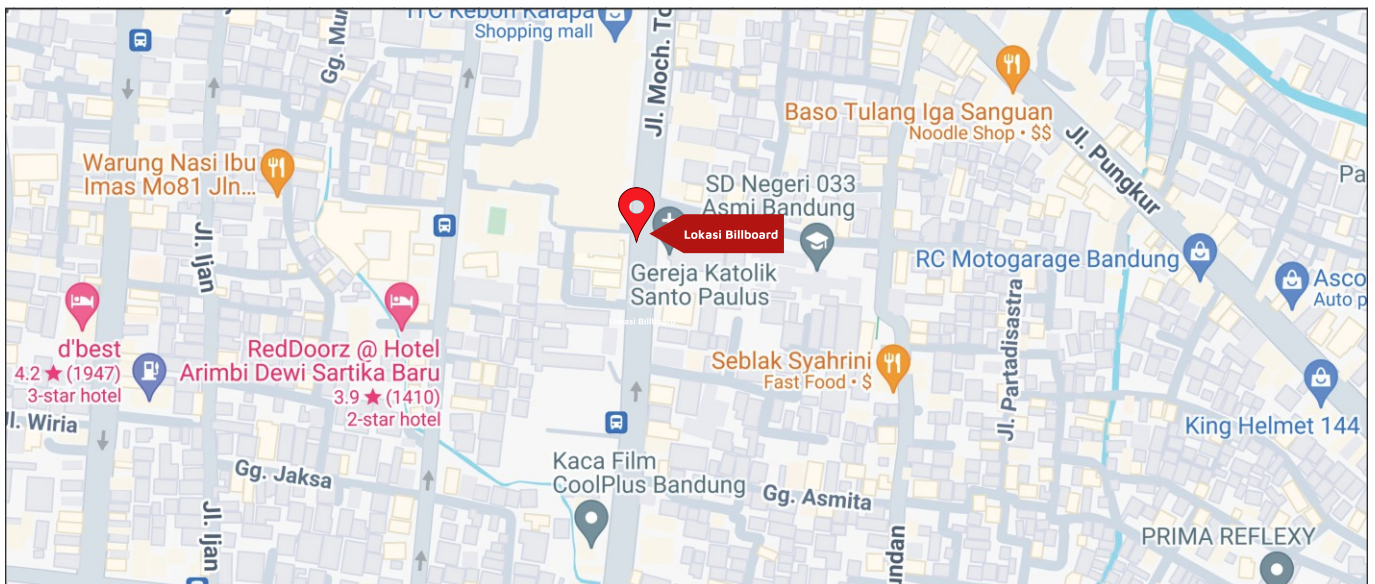 ITC Kebon Kalapa
Shopping mall
Gg. Mun
Jl. Moch. To
Baso Tulang Iga Sanguan
Noodle Shop • $$
Jl. Pungkur
Pa
Warung Nasi Ibu
Imas Mo81 Jln...
SD Negeri 033
Asmi Bandung
Lokasi Billboard
Jl. Ijan
Gereja Katolik
Santo Paulus
RC Motogarage Bandung
Asco
Auto p
Lokasi Billboard
Jl. Partadisastra
d'best
4.2 ★ (1947)
3-star hotel
RedDoorz @ Hotel
Arimbi Dewi Sartika Baru
3.9 ★ (1410)
2-star hotel
Seblak Syahrini
Fast Food • $
Jl. Wiria
King Helmet 144
Gg. Jaksa
Kaca Film
CoolPlus Bandung
Gg. Asmita
Jl. Ijan
undan
PRIMA REFLEXY